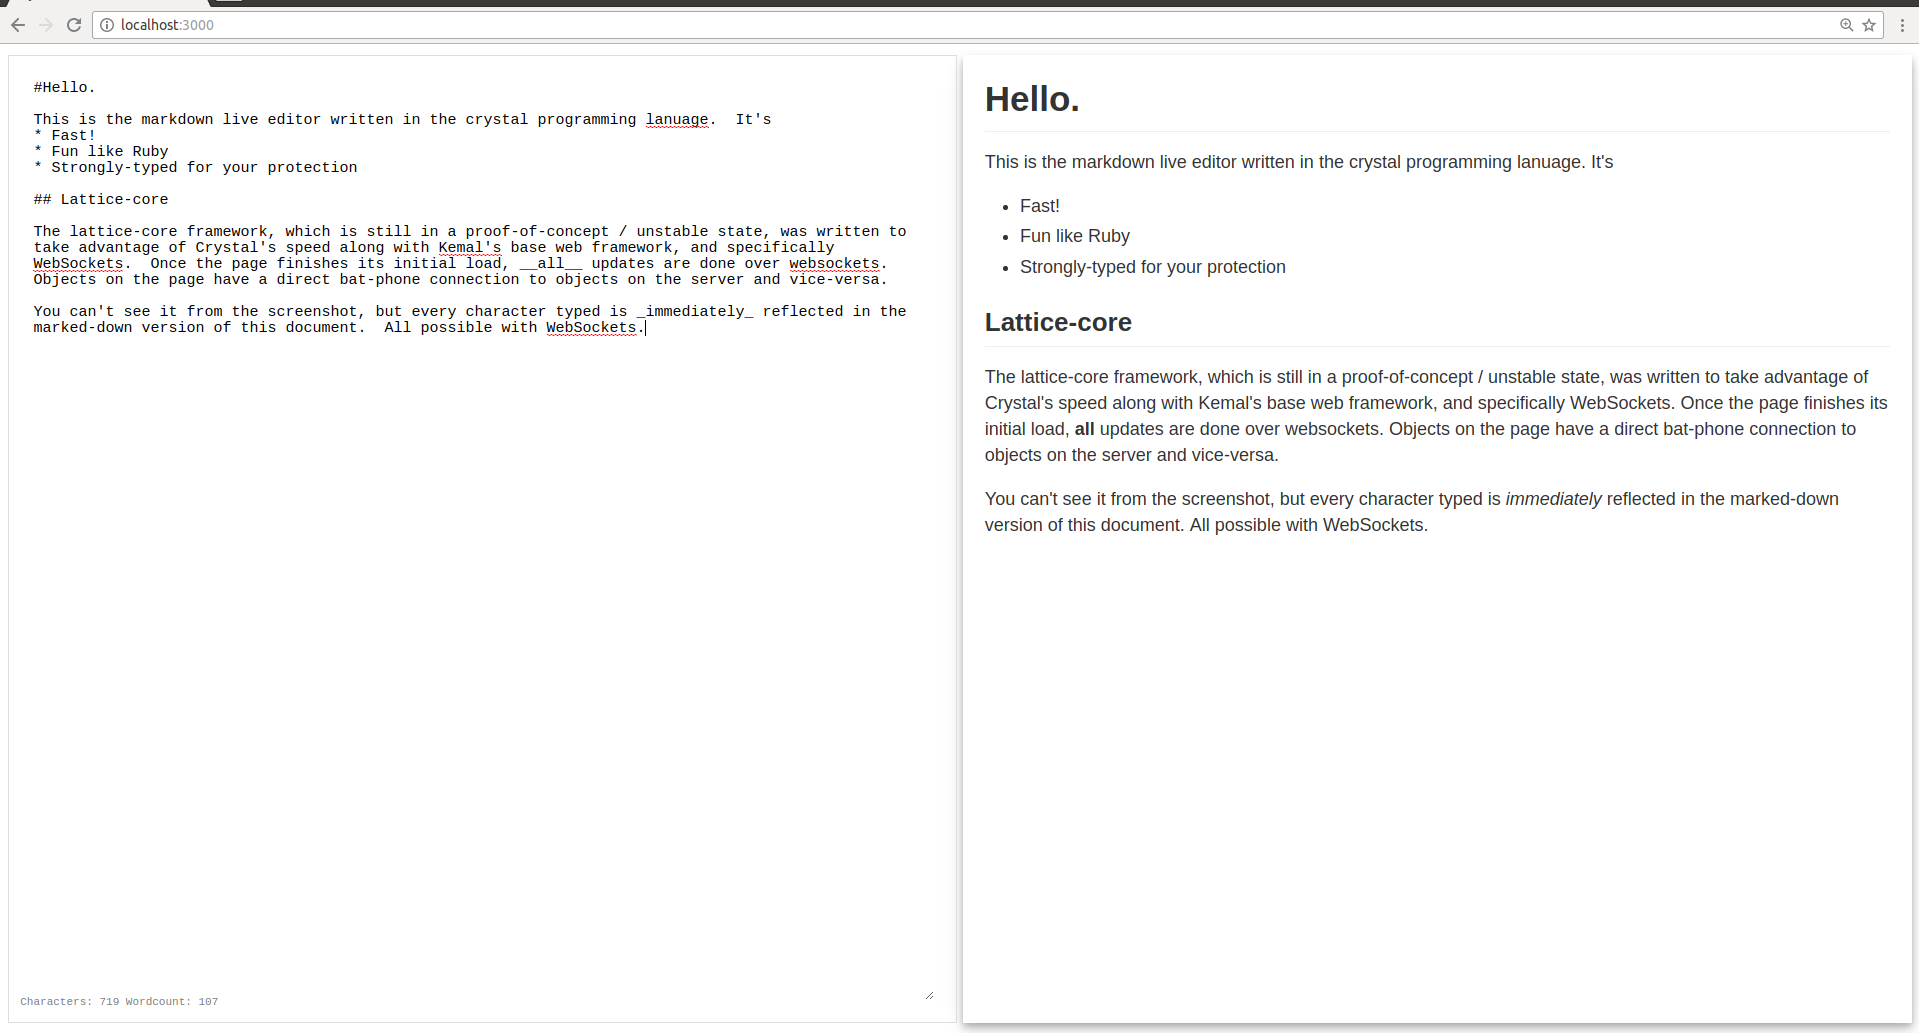 localhost:3000
#Hello.
This is the markdown live editor written in the crystal programming lanuage.  It's
* Fast!
* Fun like Ruby
* Strongly-typed for your protection
## Lattice-core
The lattice-core framework, which is still in a proof-of-concept / unstable state, was written to
take advantage of Crystal's speed along with Kemal's base web framework, and specifically
WebSockets.  Once the page finishes its initial load, __all__ updates are done over websockets.
Objects on the page have a direct bat-phone connection to objects on the server and vice-versa.
You can't see it from the screenshot, but every character typed is _immediately_ reflected in the
marked-down version of this document.  All possible with WebSockets.
Characters: 719 Wordcount: 107
Hello.
This is the markdown live editor written in the crystal programming lanuage. It's
• Fast!
• Fun like Ruby
• Strongly-typed for your protection
Lattice-core
The lattice-core framework, which is still in a proof-of-concept / unstable state, was written to take advantage of
Crystal's speed along with Kemal's base web framework, and specifically WebSockets. Once the page finishes its
initial load, all updates are done over websockets. Objects on the page have a direct bat-phone connection to
objects on the server and vice-versa.
You can't see it from the screenshot, but every character typed is immediately reflected in the marked-down
version of this document. All possible with WebSockets.